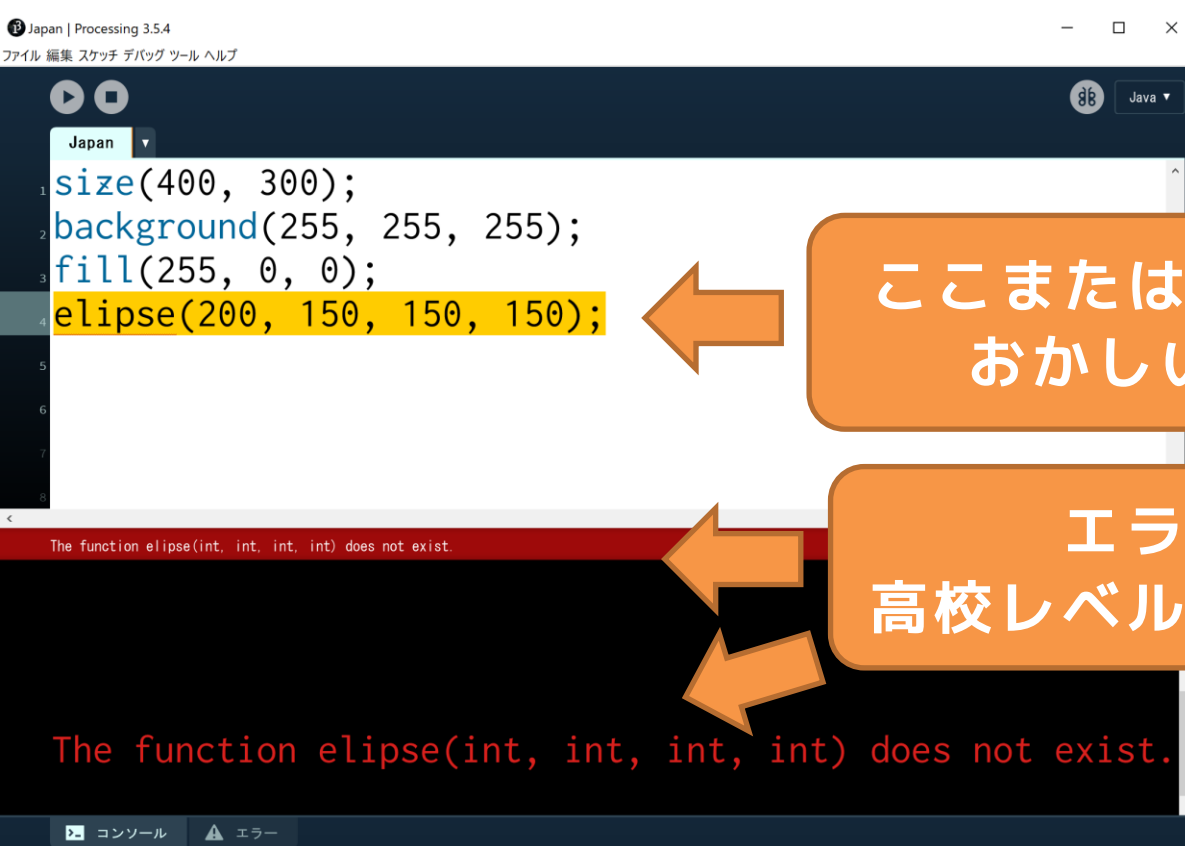 Japan | Processing 3.5.4
ファイル 編集 スケッチ デバッグ ツール ヘルプ
Java ▼
Japan ▼
1 size(400, 300);
2 background(255, 255, 255);
3 fill(255, 0, 0);
4 elipse(200, 150, 150, 150);
5
6
7
8
ここまたは
おかしい
エラ
高校レベル
The function elipse(int, int, int, int) does not exist.
The function elipse(int, int, int, int) does not exist.
コンソール エラー